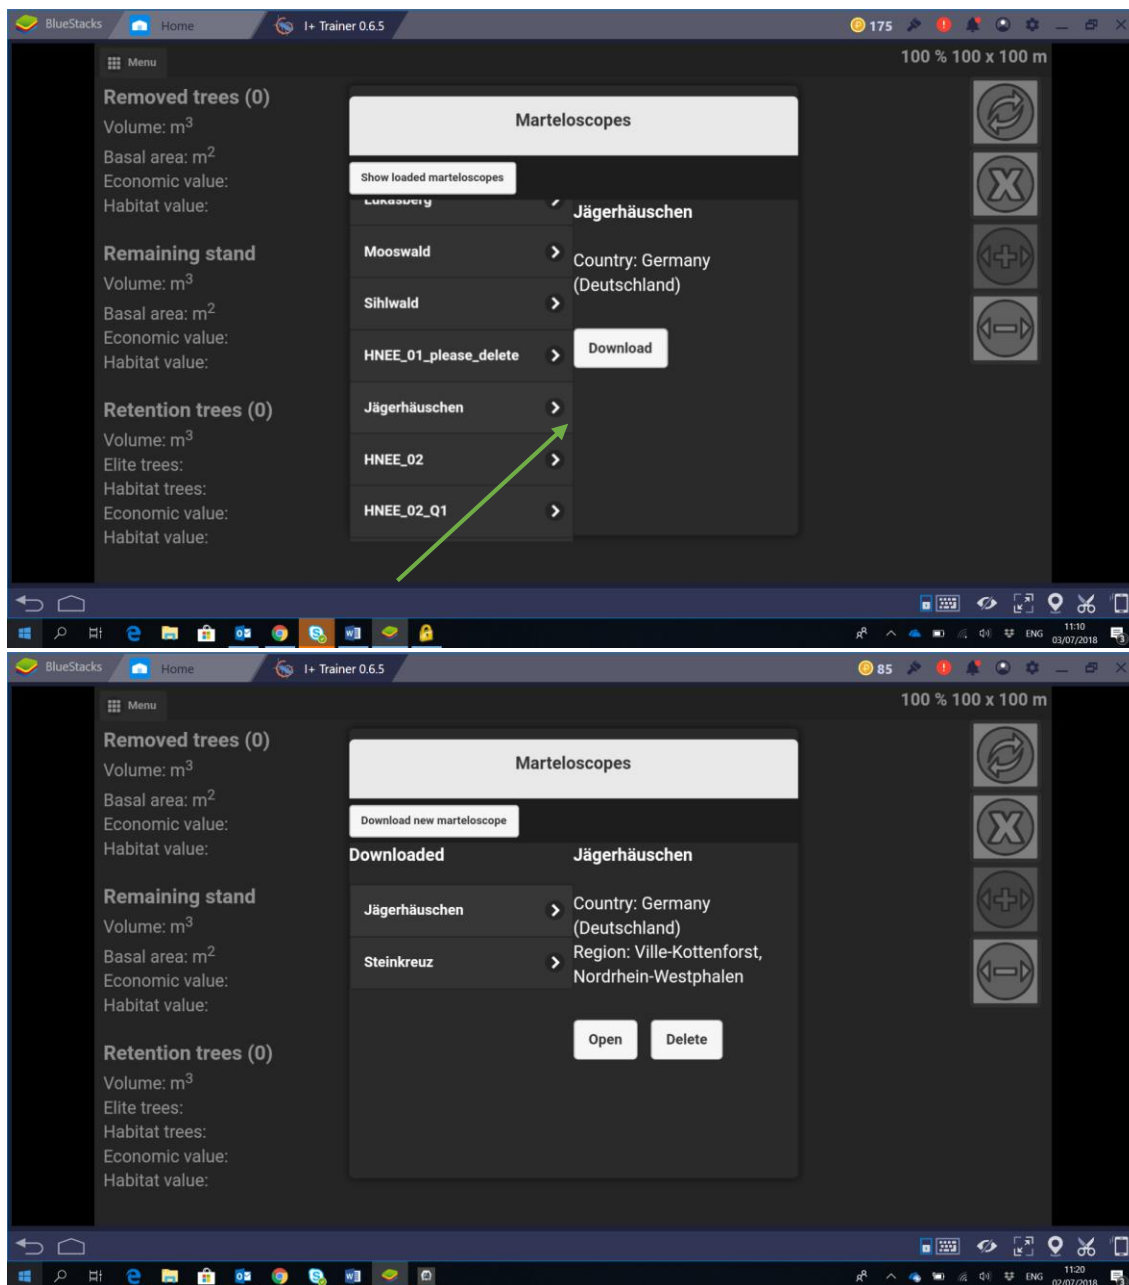 BlueStacks Home I+ Trainer 0.6.5 175
Menu 100 % 100 x 100 m
Removed trees (0)
Volume: m³
Basal area: m²
Economic value:
Habitat value:
Remaining stand
Volume: m³
Basal area: m²
Economic value:
Habitat value:
Retention trees (0)
Volume: m³
Elite trees:
Habitat trees:
Economic value:
Habitat value:
Marteloscopes
Show loaded marteloscopes
Lukasberg
Mooswald
Sihlwald
HNEE_01_please_delete
Jägerhäuschen
HNEE_02
HNEE_02_Q1
Jägerhäuschen
Country: Germany
(Deutschland)
Download
ENG
11:10
03/07/2018
BlueStacks Home I+ Trainer 0.6.5 85
Menu 100 % 100 x 100 m
Removed trees (0)
Volume: m³
Basal area: m²
Economic value:
Habitat value:
Remaining stand
Volume: m³
Basal area: m²
Economic value:
Habitat value:
Retention trees (0)
Volume: m³
Elite trees:
Habitat trees:
Economic value:
Habitat value:
Marteloscopes
Download new marteloscope
Downloaded
Jägerhäuschen
Steinkreuz
Jägerhäuschen
Country: Germany
(Deutschland)
Region: Ville-Kottenforst,
Nordrhein-Westphalen
Open Delete
ENG
11:20
02/07/2018